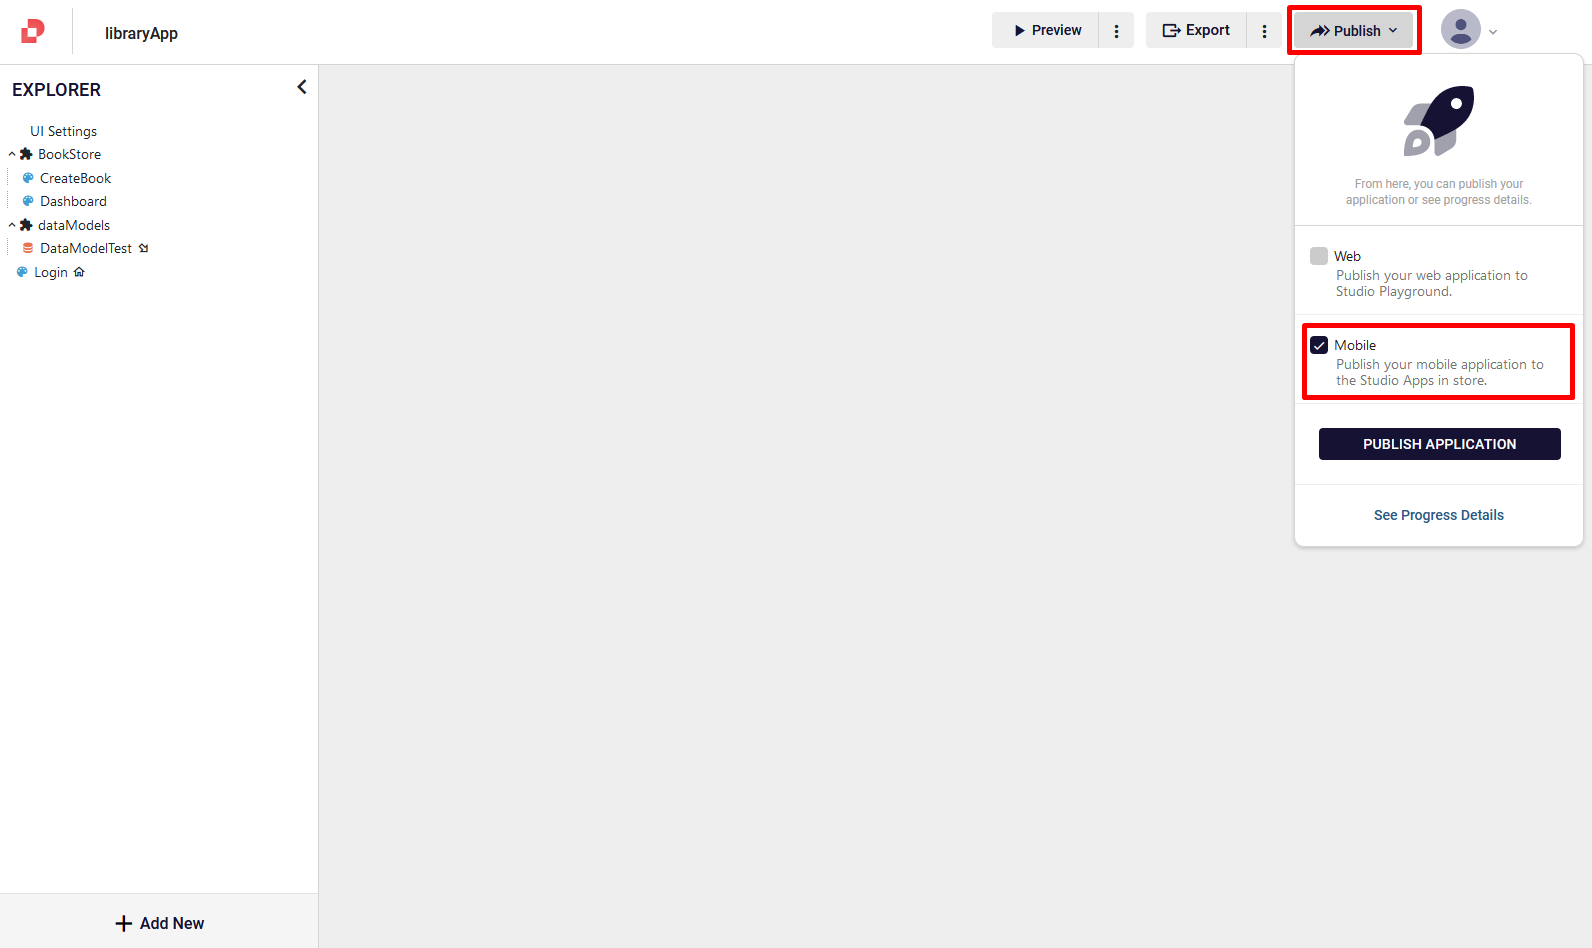 libraryApp
Preview
Export
Publish
EXPLORER
UI Settings
BookStore
CreateBook
Dashboard
dataModels
DataModelTest
Login
Add New
From here, you can publish your
application or see progress details.
Web
Publish your web application to
Studio Playground.
Mobile
Publish your mobile application to
the Studio Apps in store.
PUBLISH APPLICATION
See Progress Details